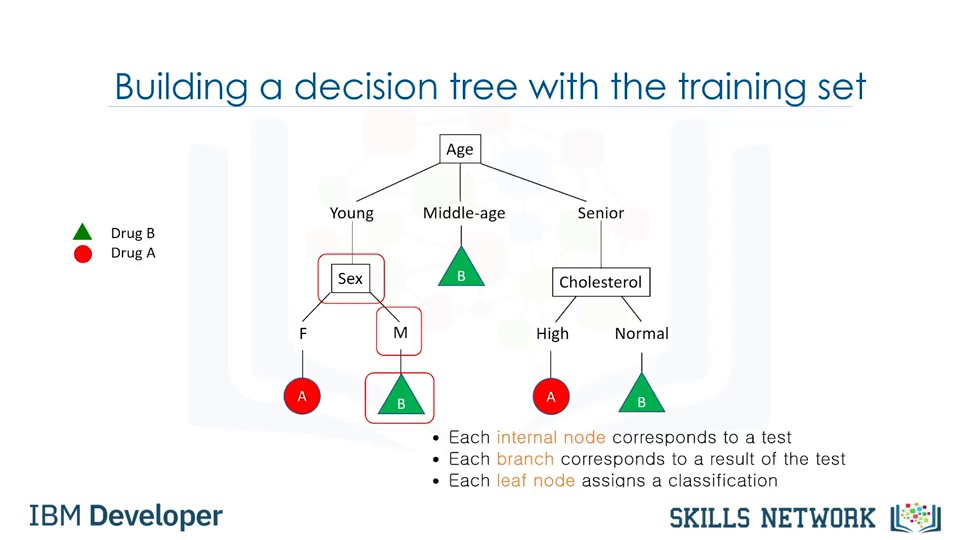 Building a decision tree with the training set
Age
Young
Middle-age
Senior
Drug B
Drug A
Sex
B
Cholesterol
F
M
High
Normal
A
B
A
B
• Each internal node corresponds to a test
• Each branch corresponds to a result of the test
• Each leaf node assigns a classification
IBM Developer
SKILLS NETWORK